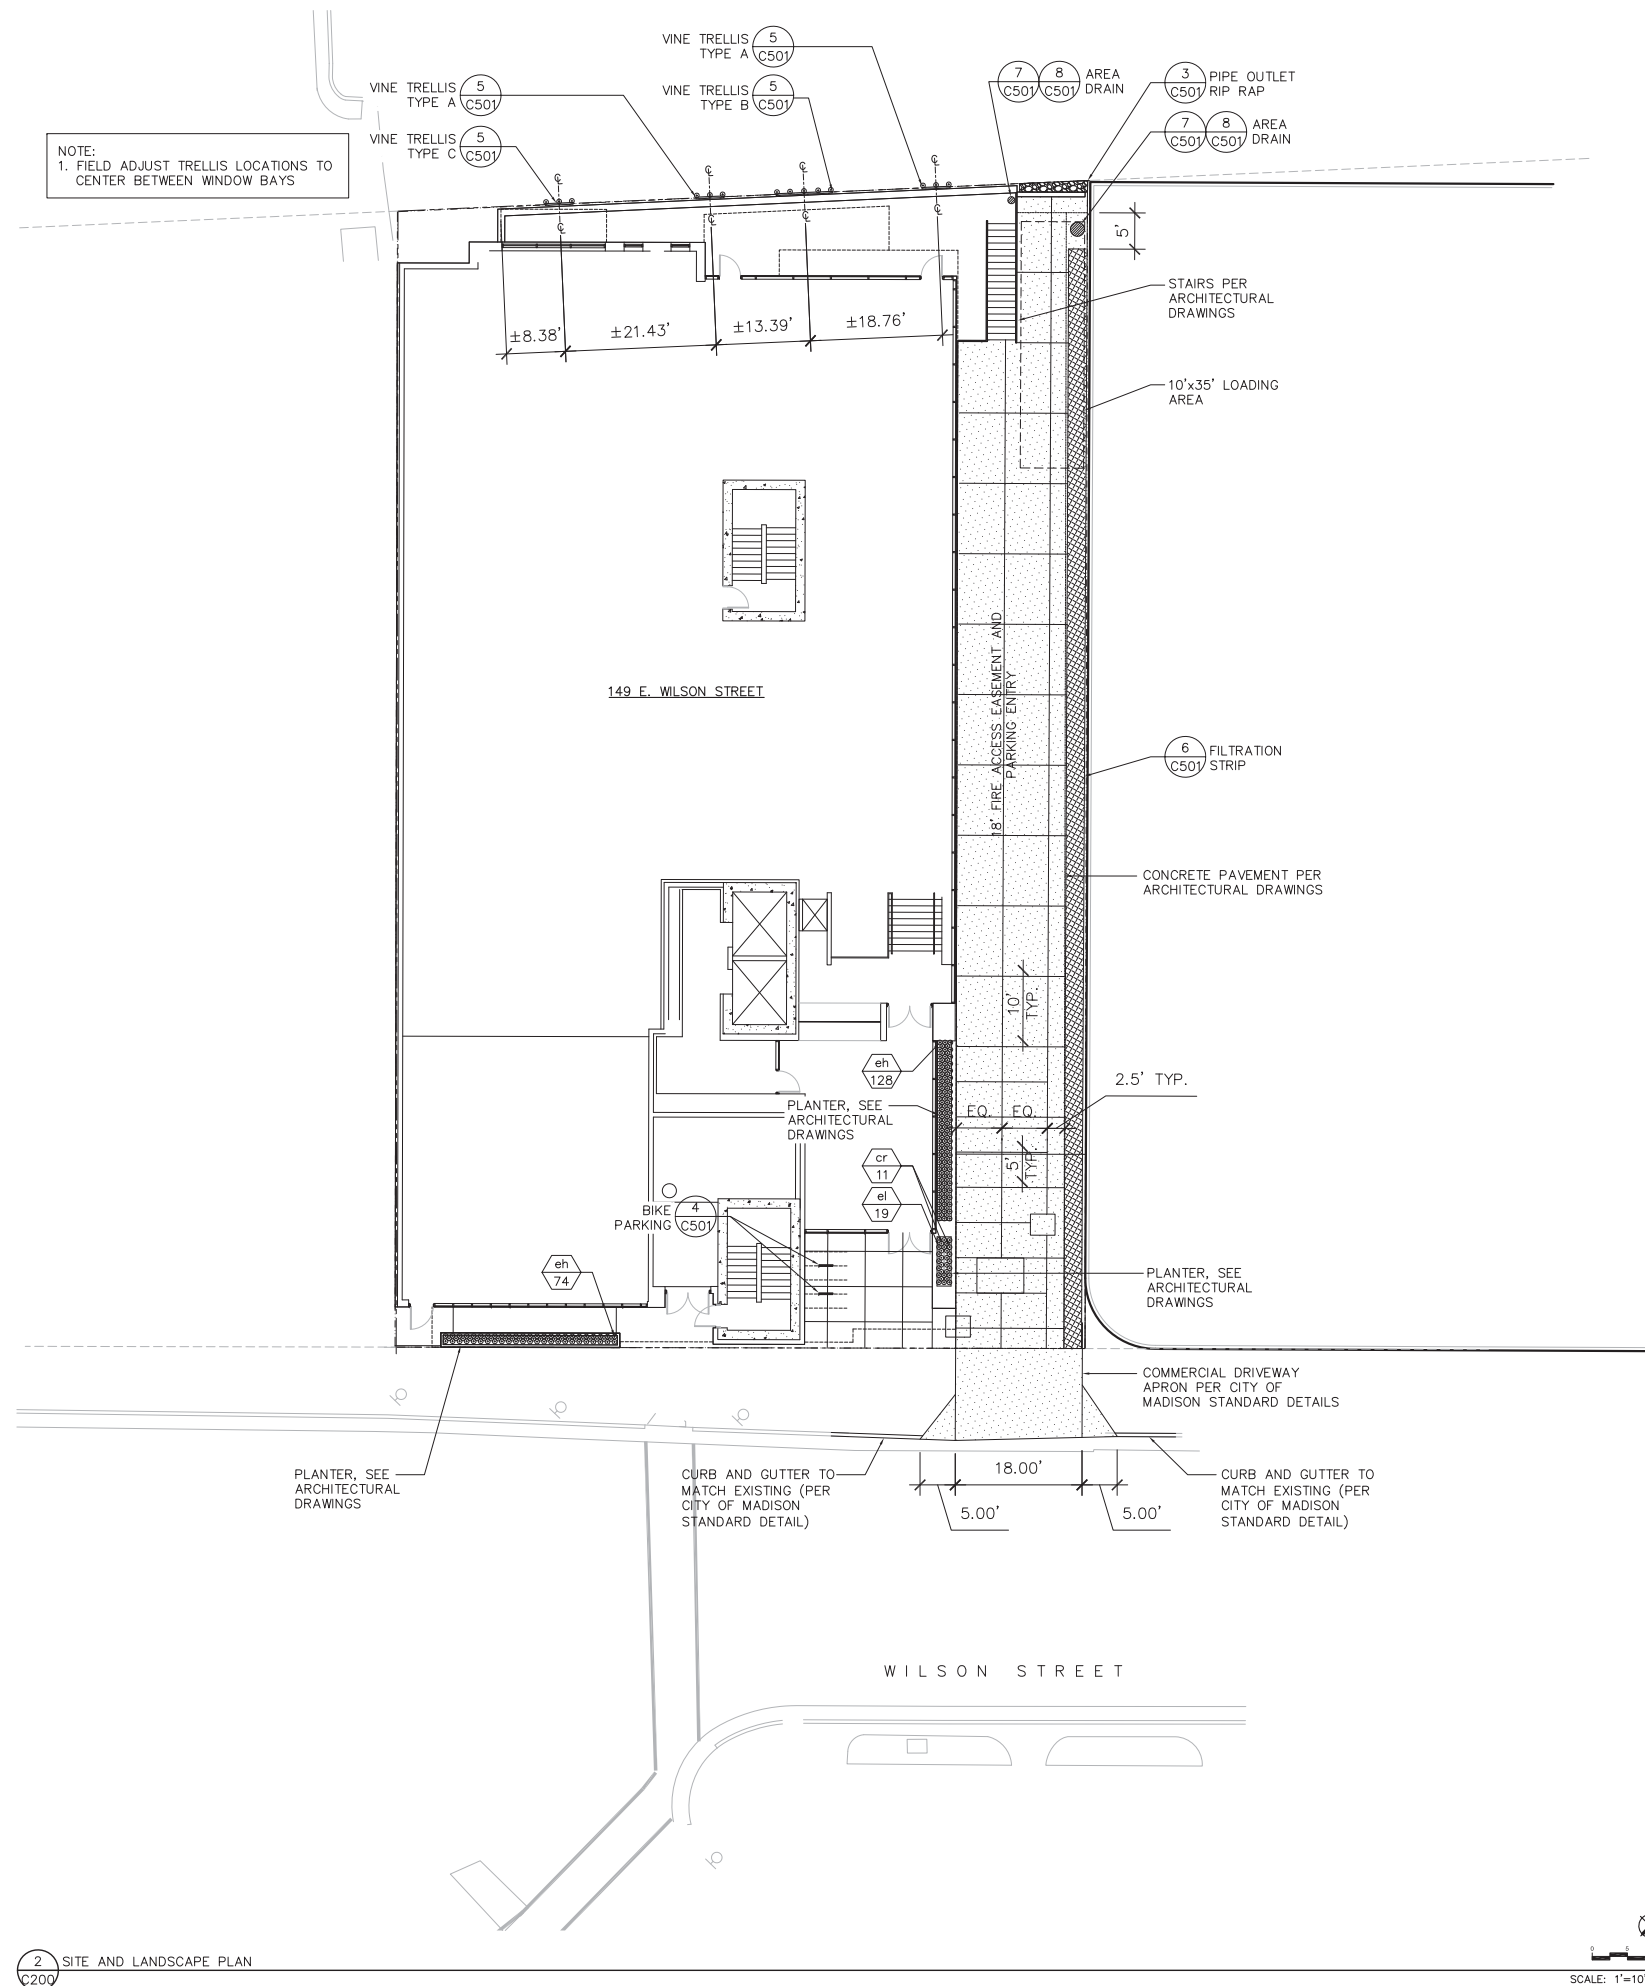 VINE TRELLIS
TYPE A
5
C501
VINE TRELLIS
TYPE A
5
C501
VINE TRELLIS
TYPE B
5
C501
VINE TRELLIS
TYPE C
5
C501
7
C501
8
C501
AREA
DRAIN
3
C501
PIPE OUTLET
RIP RAP
7
C501
8
C501
AREA
DRAIN
NOTE:
1. FIELD ADJUST TRELLIS LOCATIONS TO
CENTER BETWEEN WINDOW BAYS
5'
STAIRS PER
ARCHITECTURAL
DRAWINGS
±8.38'
±21.43'
±13.39'
±18.76'
10'x35' LOADING
AREA
149 E. WILSON STREET
18' FIRE ACCESS EASEMENT AND
PARKING ENTRY
6
C501
FILTRATION
STRIP
CONCRETE PAVEMENT PER
ARCHITECTURAL DRAWINGS
10'
TYP.
eh
128
2.5' TYP.
PLANTER, SEE
ARCHITECTURAL
DRAWINGS
EQ.
EQ.
5'
TYP.
cr
11
el
19
BIKE
PARKING
4
C501
eh
74
PLANTER, SEE
ARCHITECTURAL
DRAWINGS
COMMERCIAL DRIVEWAY
APRON PER CITY OF
MADISON STANDARD DETAILS
PLANTER, SEE
ARCHITECTURAL
DRAWINGS
CURB AND GUTTER TO
MATCH EXISTING (PER
CITY OF MADISON
STANDARD DETAIL)
18.00'
5.00'
5.00'
CURB AND GUTTER TO
MATCH EXISTING (PER
CITY OF MADISON
STANDARD DETAIL)
WILSON STREET
2
C200
SITE AND LANDSCAPE PLAN
0 5
SCALE: 1"=10'